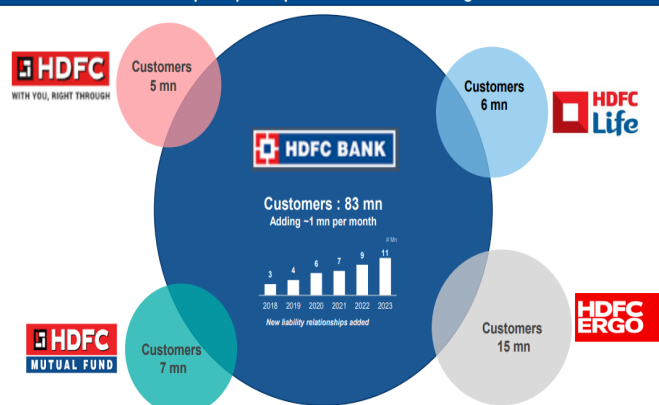 HDFC
WITH YOU, RIGHT THROUGH
Customers
5 mn
Customers
6 mn
HDFC
Life
HDFC BANK
Customers : 83 mn
Adding ~1 mn per month
# Mn
3 4 6 7 9 11
2018 2019 2020 2021 2022 2023
New liability relationships added
HDFC
MUTUAL FUND
Customers
7 mn
Customers
15 mn
HDFC
ERGO